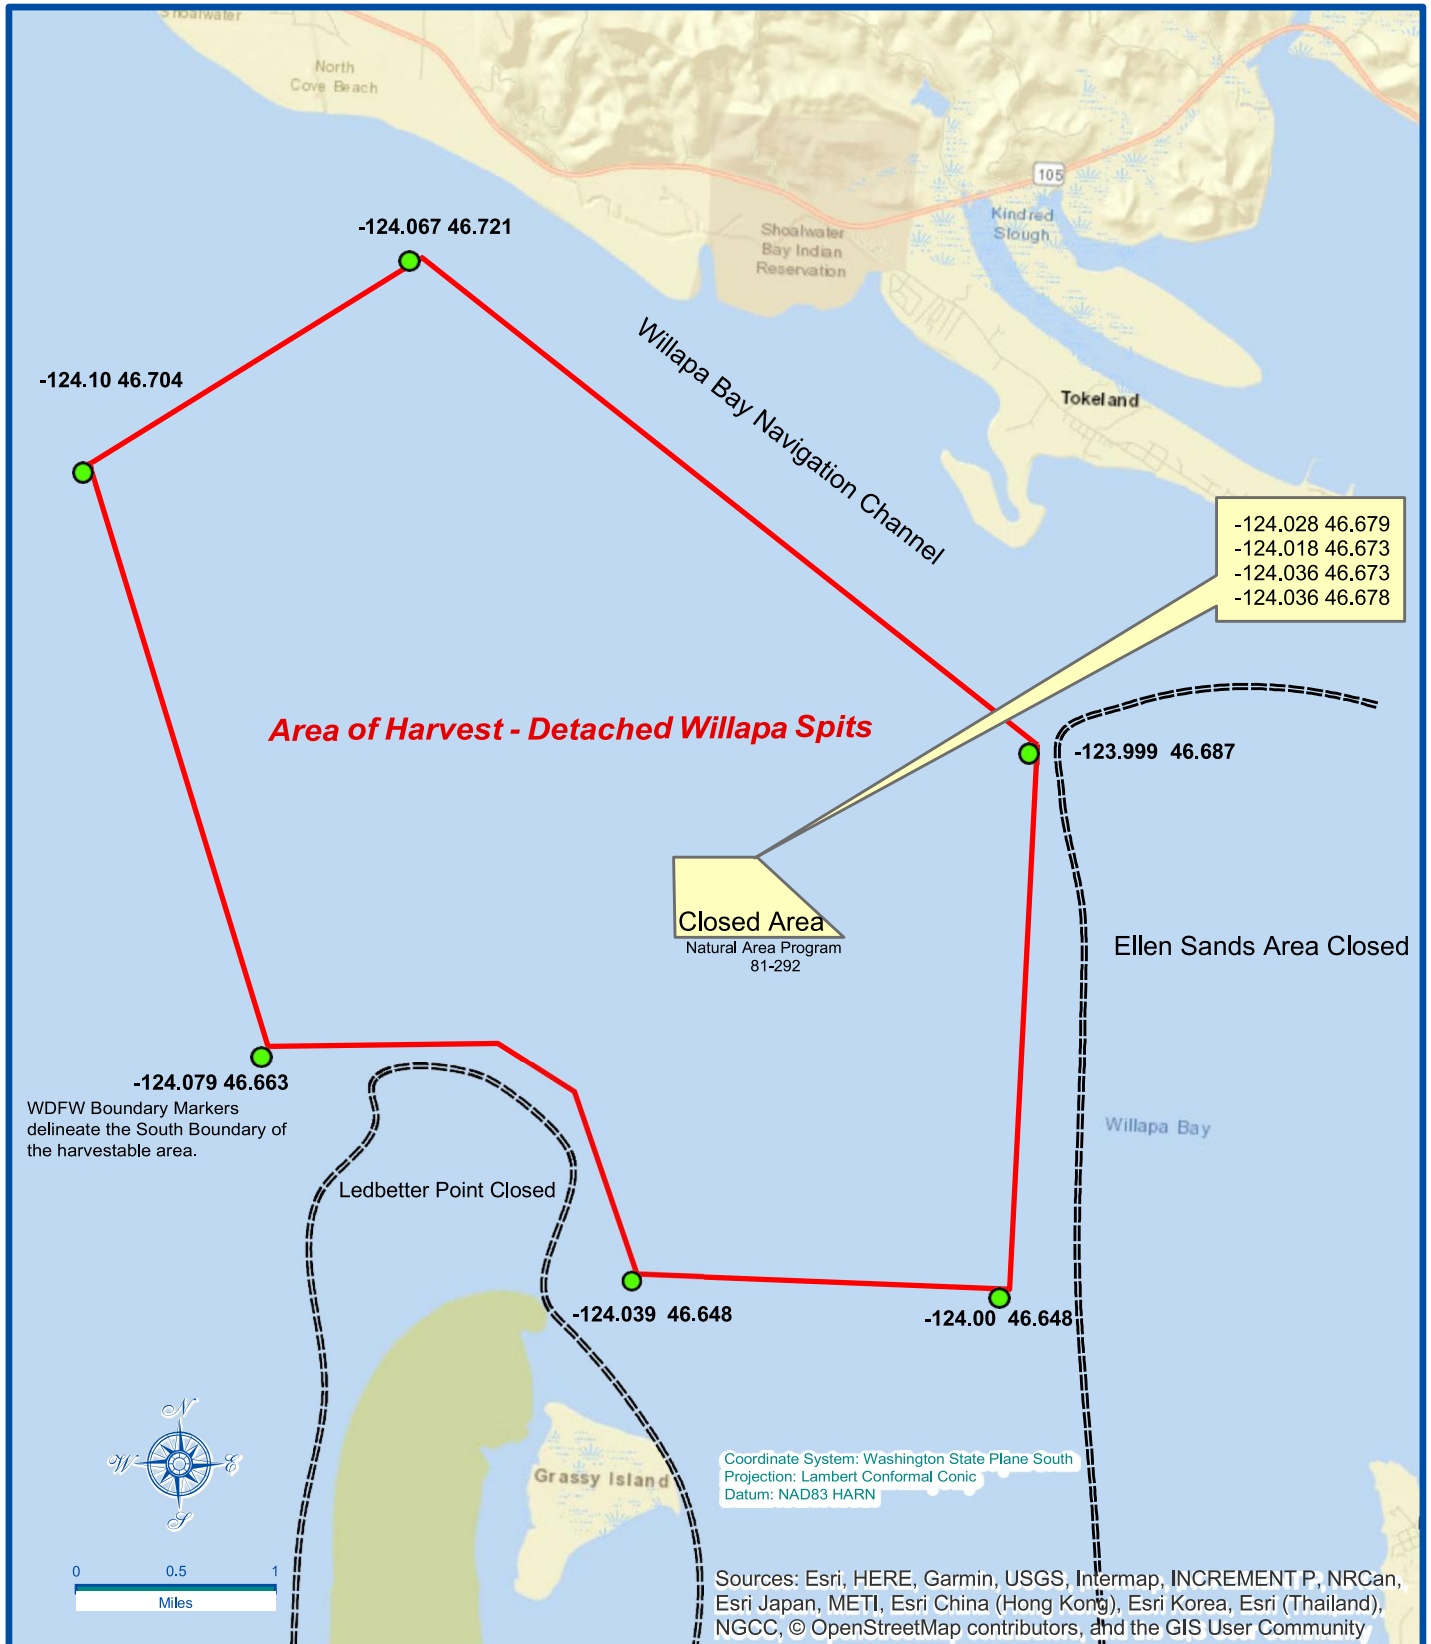 Shoalwater
North
Cove Beach
105
Kindred
Slough
-124.067 46.721
Shoalwater
Bay Indian
Reservation
Willapa Bay Navigation Channel
-124.10 46.704
Tokeland
-124.028 46.679
-124.018 46.673
-124.036 46.673
-124.036 46.678
Area of Harvest - Detached Willapa Spits
-123.999 46.687
Closed Area
Natural Area Program
81-292
Ellen Sands Area Closed
-124.079 46.663
WDFW Boundary Markers
delineate the South Boundary of
the harvestable area.
Willapa Bay
Ledbetter Point Closed
-124.039 46.648
-124.00 46.648
N
W
E
S
Grassy Island
Coordinate System: Washington State Plane South
Projection: Lambert Conformal Conic
Datum: NAD83 HARN
0 0.5 1
Miles
Sources: Esri, HERE, Garmin, USGS, Intermap, INCREMENT P, NRCan,
Esri Japan, METI, Esri China (Hong Kong), Esri Korea, Esri (Thailand),
NGCC, © OpenStreetMap contributors, and the GIS User Community